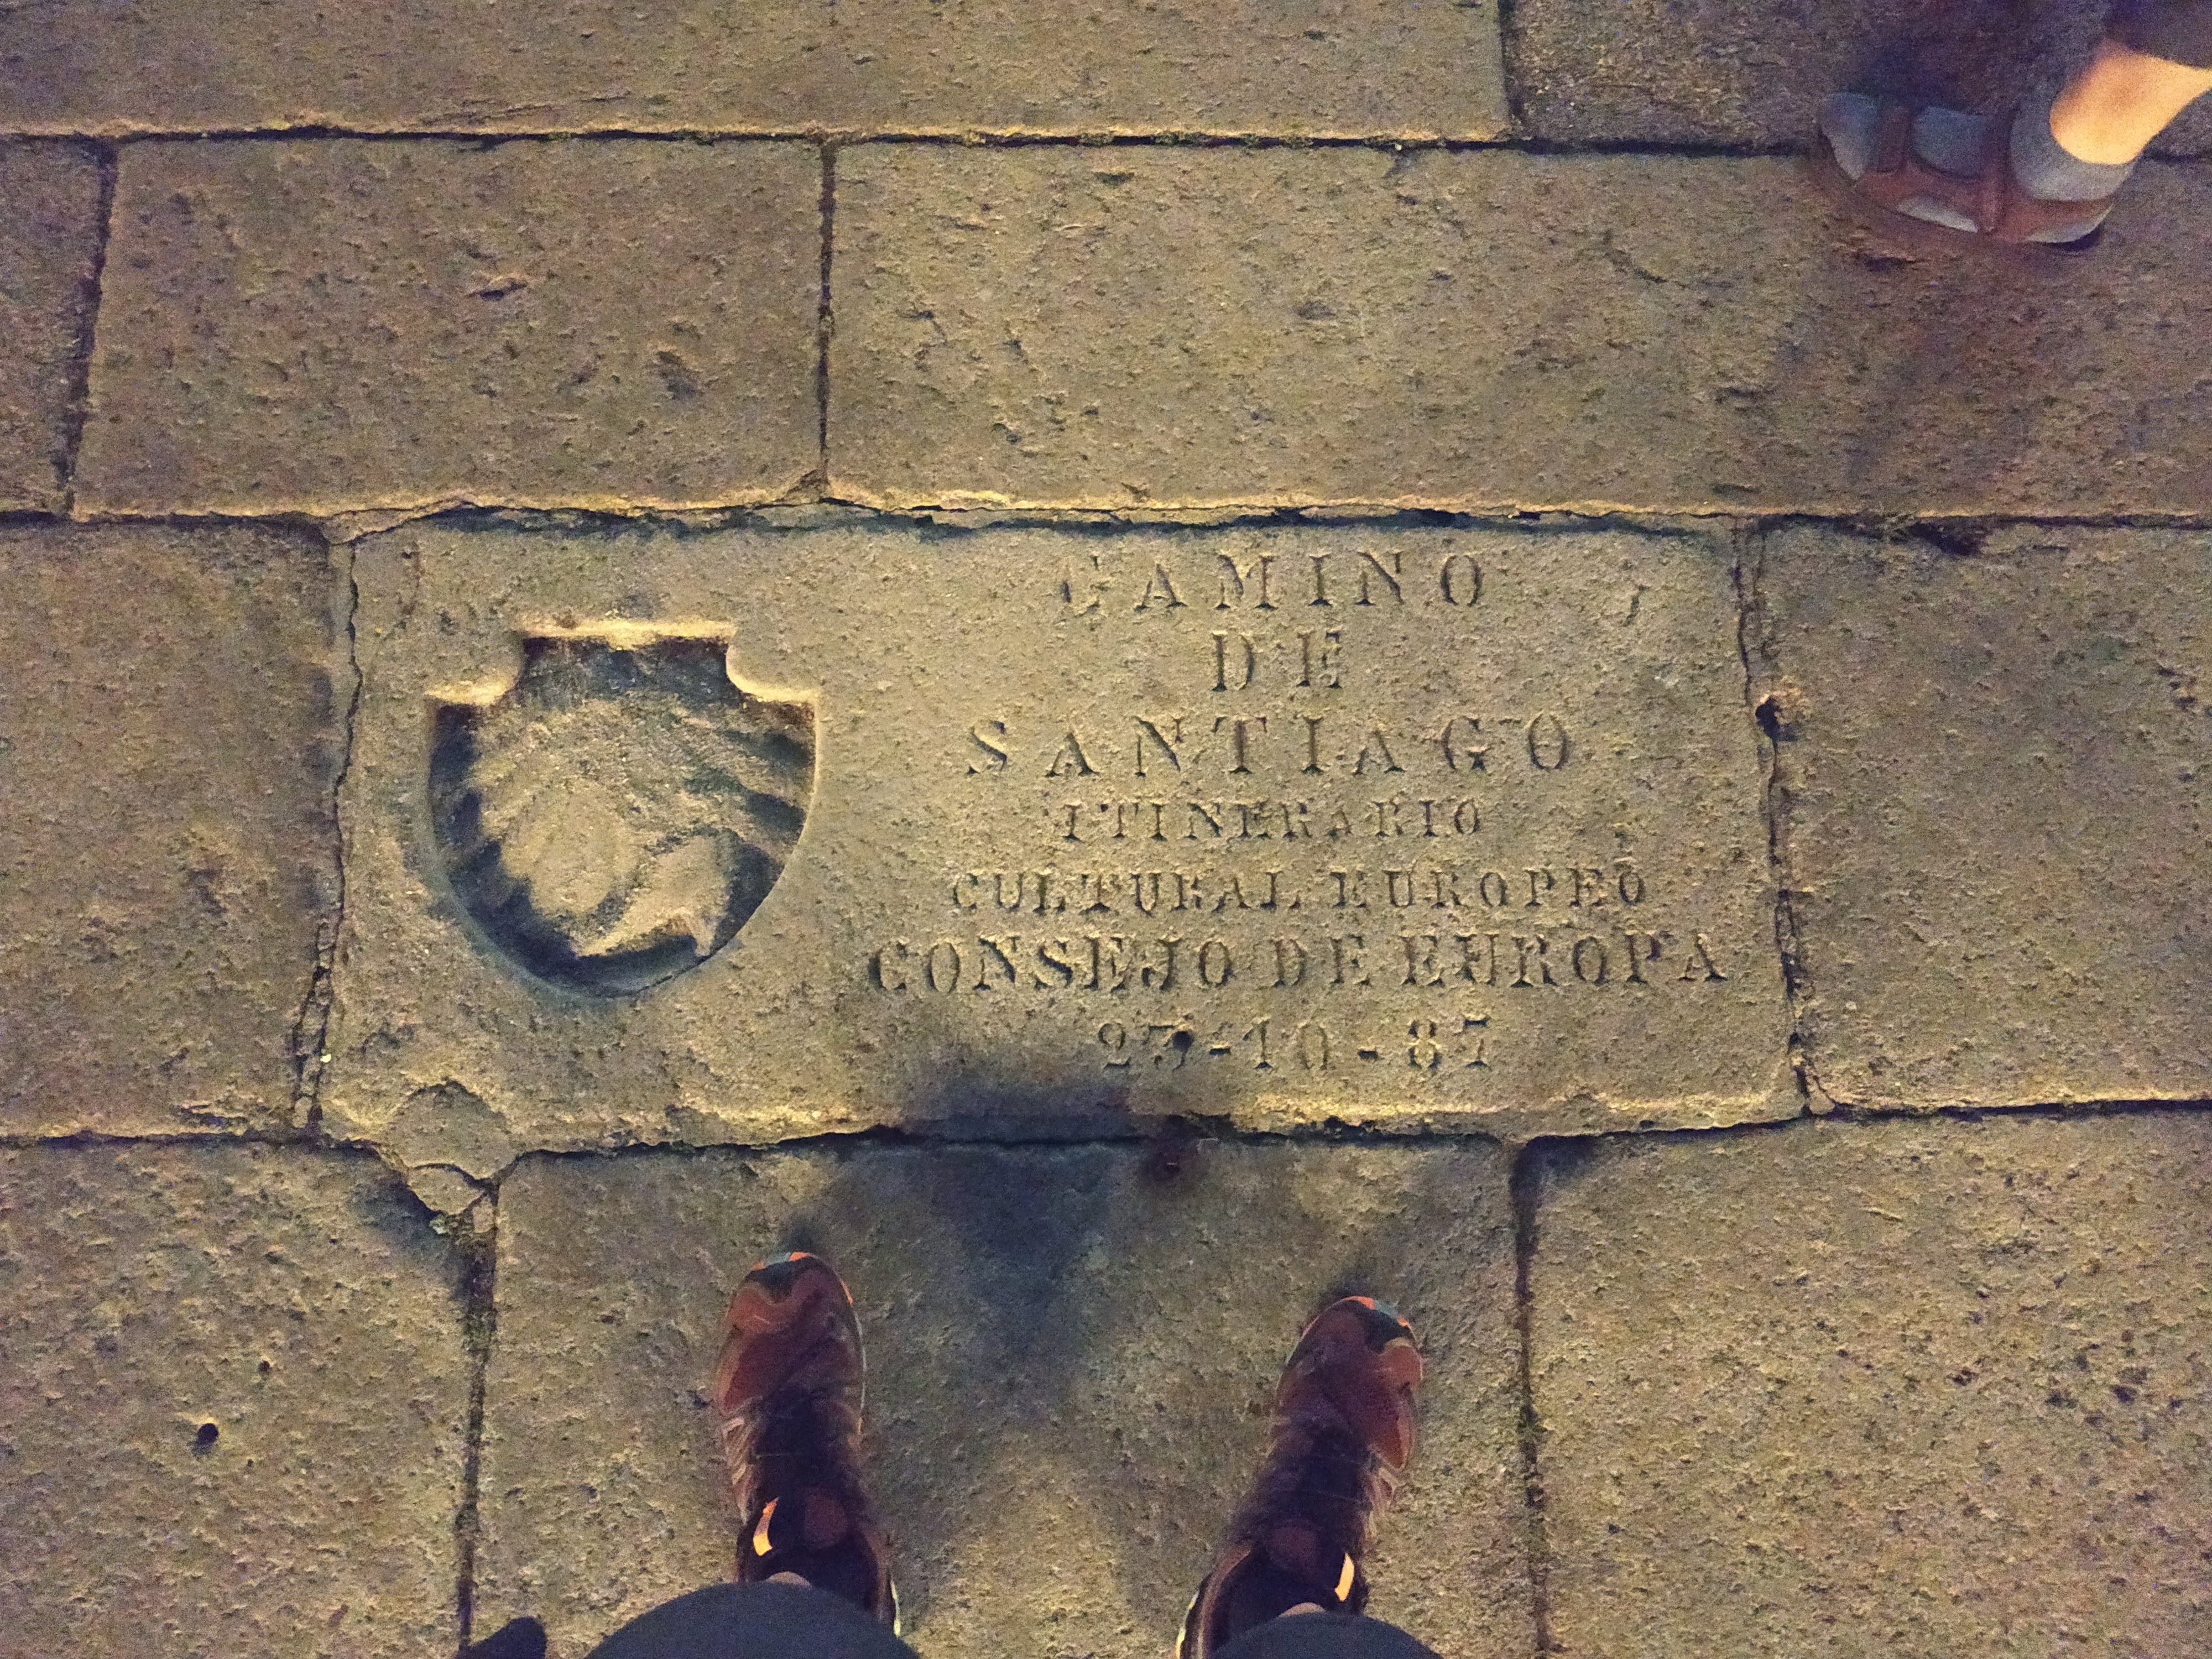 CAMINO
DE
SANTIAGO
ITINERARIO
CULTURAL EUROPEO
CONSEJO DE EUROPA
23-10-87